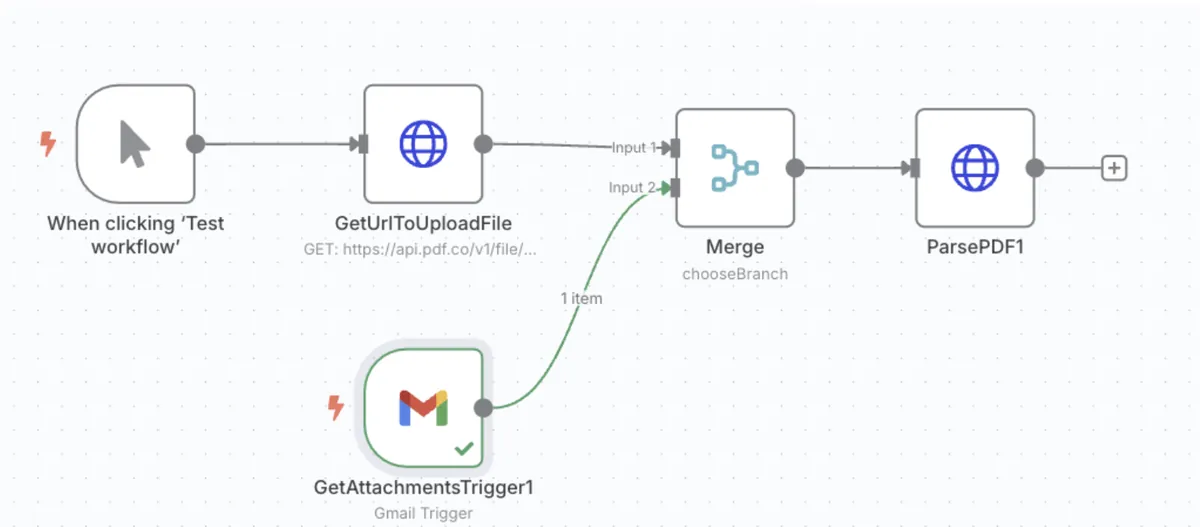 Input 1
Input 2
When clicking ‘Test
workflow’
GetUrlToUploadFile
GET: https://api.pdf.co/v1/file/...
Merge
chooseBranch
ParsePDF1
1 item
GetAttachmentsTrigger1
Gmail Trigger